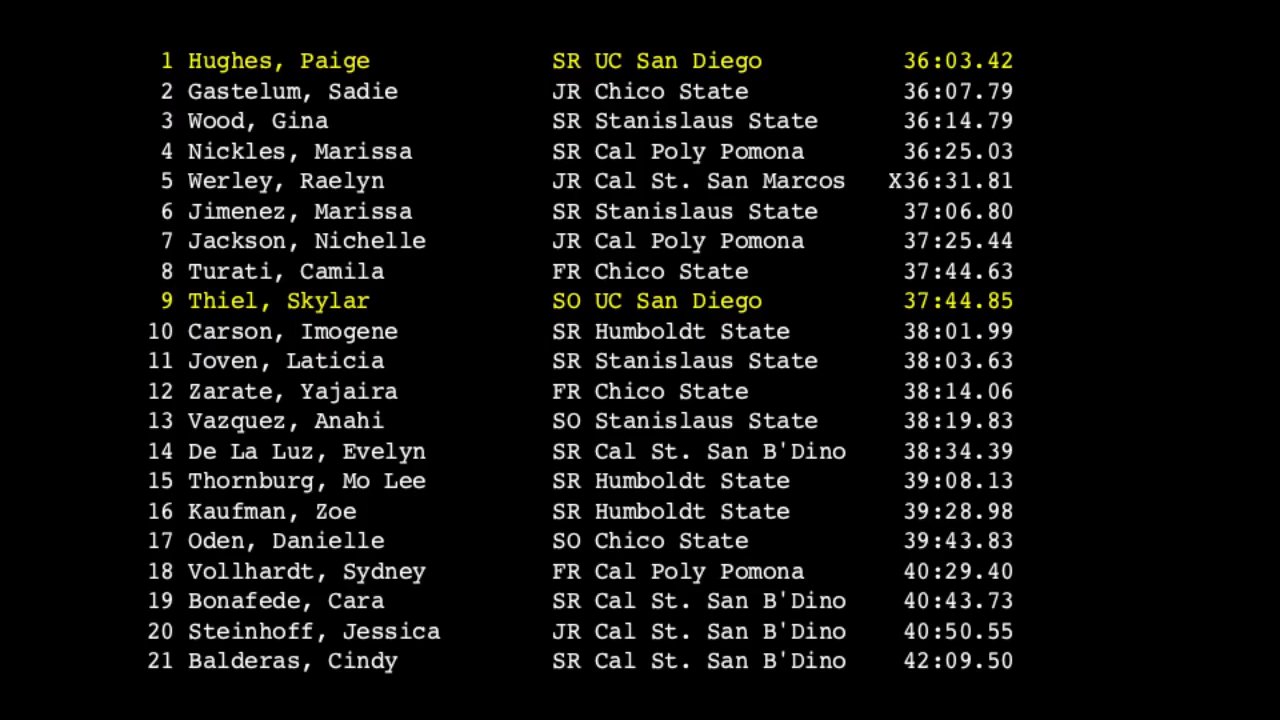 1 Hughes, Paige SR UC San Diego 36:03.42
2 Gastelum, Sadie JR Chico State 36:07.79
3 Wood, Gina SR Stanislaus State 36:14.79
4 Nickles, Marissa SR Cal Poly Pomona 36:25.03
5 Werley, Raelyn JR Cal St. San Marcos X36:31.81
6 Jimenez, Marissa SR Stanislaus State 37:06.80
7 Jackson, Nichelle JR Cal Poly Pomona 37:25.44
8 Turati, Camila FR Chico State 37:44.63
9 Thiel, Skylar SO UC San Diego 37:44.85
10 Carson, Imogene SR Humboldt State 38:01.99
11 Joven, Laticia SR Stanislaus State 38:03.63
12 Zarate, Yajaira FR Chico State 38:14.06
13 Vazquez, Anahi SO Stanislaus State 38:19.83
14 De La Luz, Evelyn SR Cal St. San B'Dino 38:34.39
15 Thornburg, Mo Lee SR Humboldt State 39:08.13
16 Kaufman, Zoe SR Humboldt State 39:28.98
17 Oden, Danielle SO Chico State 39:43.83
18 Vollhardt, Sydney FR Cal Poly Pomona 40:29.40
19 Bonafede, Cara SR Cal St. San B'Dino 40:43.73
20 Steinhoff, Jessica JR Cal St. San B'Dino 40:50.55
21 Balderas, Cindy SR Cal St. San B'Dino 42:09.50